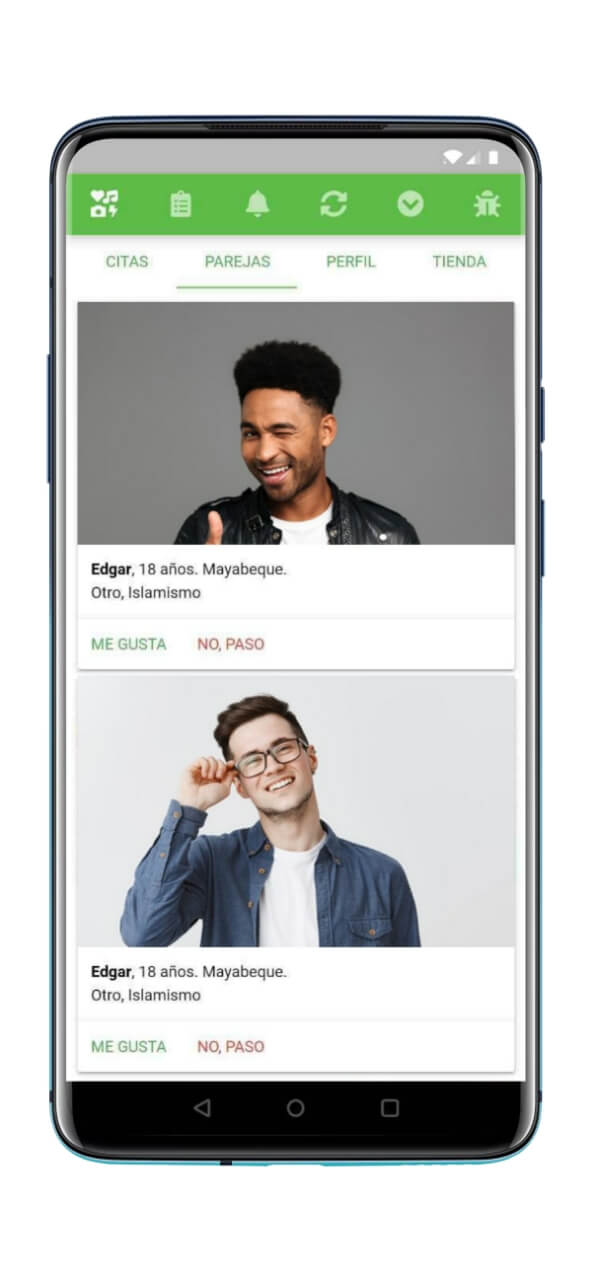 CITAS PAREJAS PERFIL TIENDA
Edgar, 18 años. Mayabeque.
Otro, Islamismo
ME GUSTA NO, PASO
Edgar, 18 años. Mayabeque.
Otro, Islamismo
ME GUSTA NO, PASO